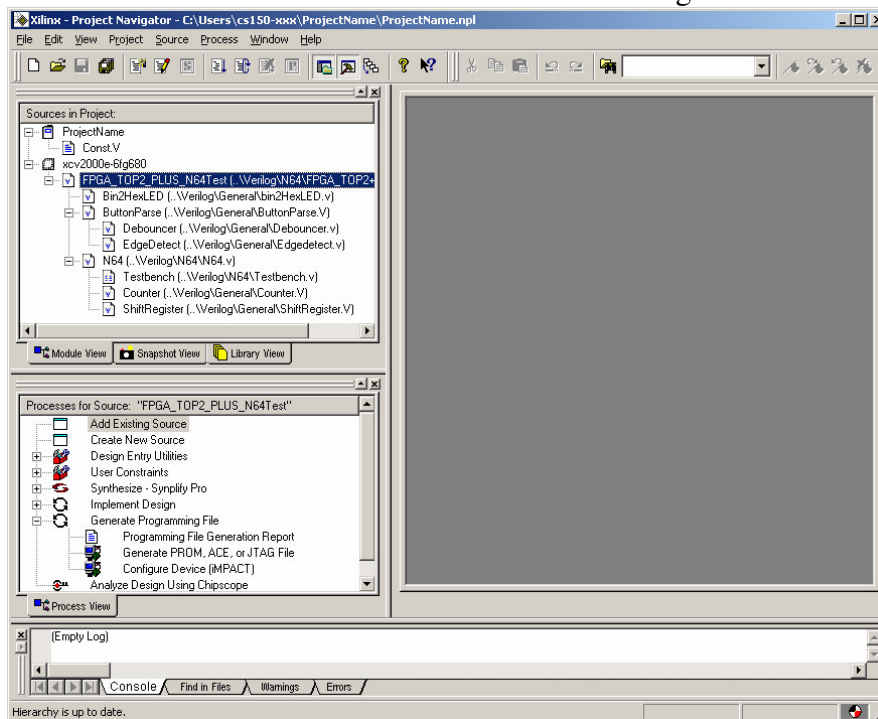 Xilinx - Project Navigator - C:\Users\cs150-xxx\ProjectName\ProjectName.npl
File Edit View Project Source Process Window Help
Sources in Project:
ProjectName
Const.V
xcv2000e-6fg680
FPGA_TOP2_PLUS_N64Test (..\Verilog\N64\FPGA_TOP2+
Bin2HexLED (..\Verilog\General\bin2HexLED.v)
ButtonParse (..\Verilog\General\ButtonParse.V)
Debouncer (..\Verilog\General\Debouncer.v)
EdgeDetect (..\Verilog\General\Edgedetect.v)
N64 (..\Verilog\N64\N64.v)
Testbench (..\Verilog\N64\Testbench.v)
Counter (..\Verilog\General\Counter.V)
ShiftRegister (..\Verilog\General\ShiftRegister.V)
Module View Snapshot View Library View
Processes for Source: "FPGA_TOP2_PLUS_N64Test"
Add Existing Source
Create New Source
Design Entry Utilities
User Constraints
Synthesize - Synplify Pro
Implement Design
Generate Programming File
Programming File Generation Report
Generate PROM, ACE, or JTAG File
Configure Device (iMPACT)
Analyze Design Using Chipscope
Process View
(Empty Log)
Console Find in Files Warnings Errors
Hierarchy is up to date.